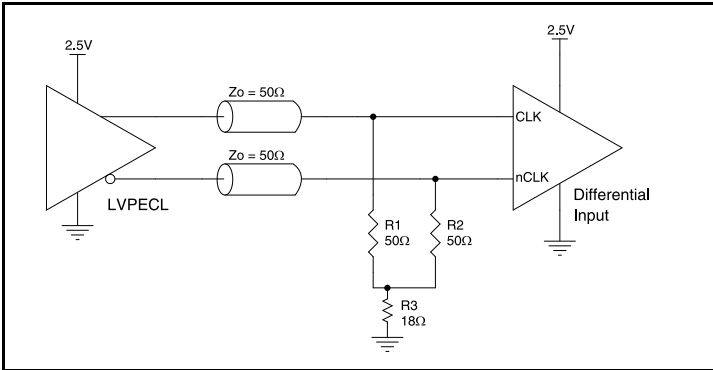 2.5V
2.5V
Zo = 50Ω
CLK
Zo = 50Ω
nCLK
LVPECL
Differential
Input
R1
50Ω
R2
50Ω
R3
18Ω